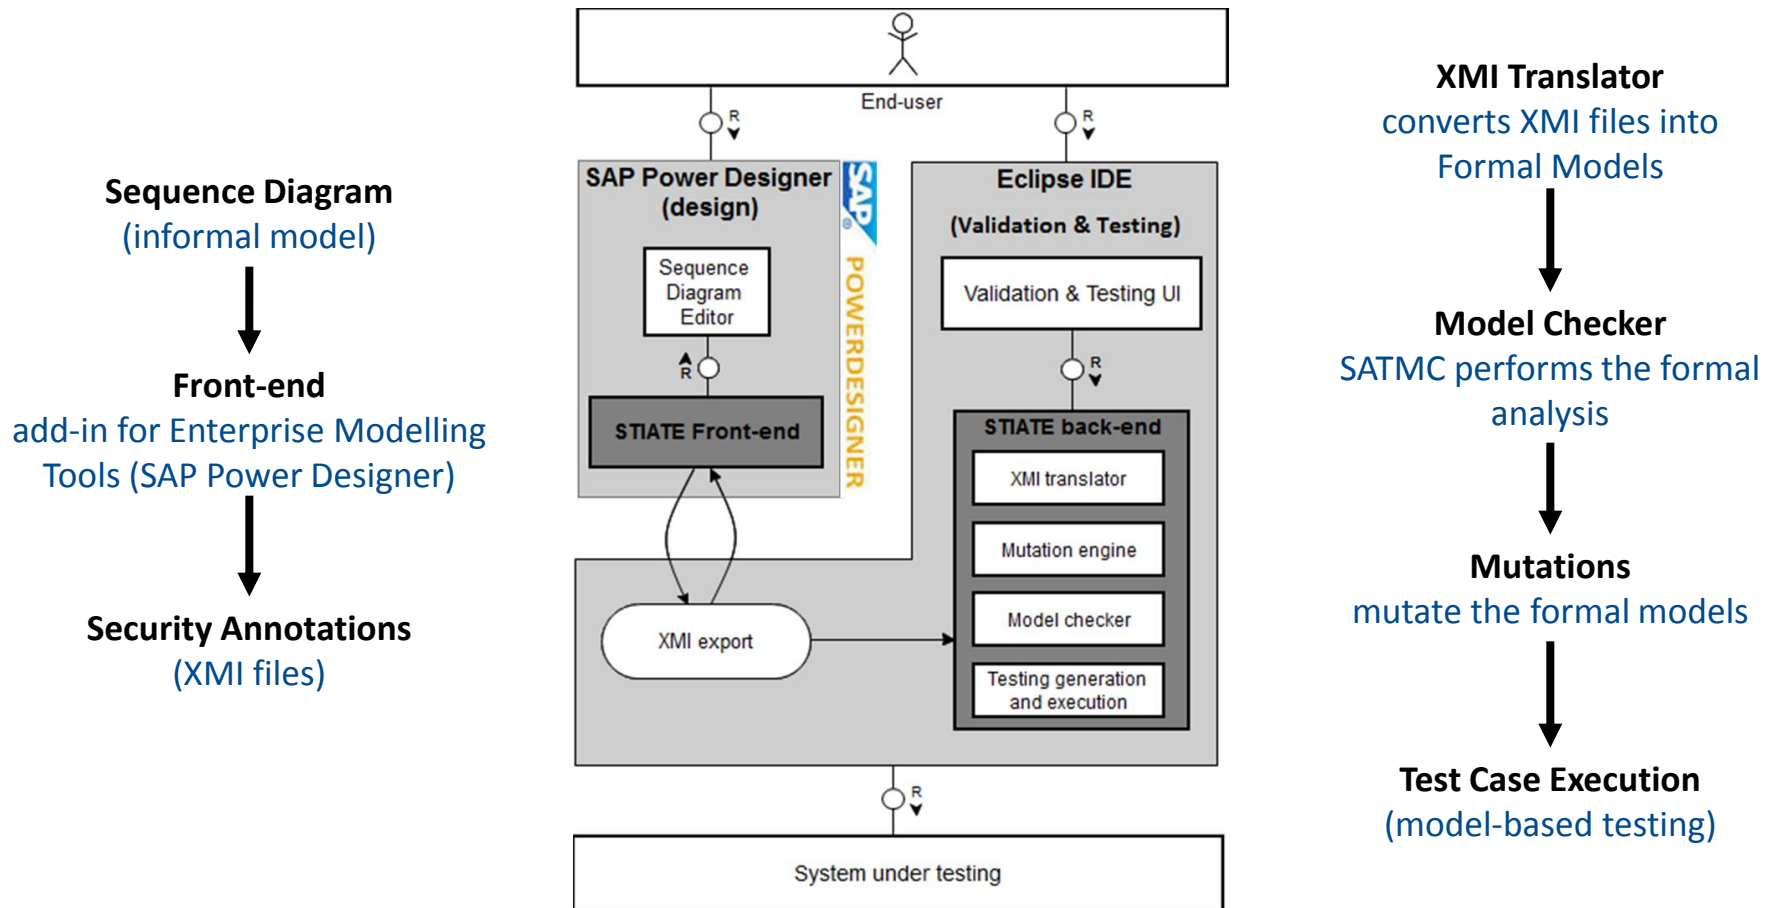 Sequence Diagram
(informal model)
Front-end
add-in for Enterprise Modelling
Tools (SAP Power Designer)
Security Annotations
(XMI files)
End-user
R
R
SAP Power Designer
(design)
SAP
®
POWERDESIGNER
Sequence
Diagram
Editor
R
STIATE Front-end
Eclipse IDE
(Validation & Testing)
Validation & Testing UI
R
STIATE back-end
XMI translator
Mutation engine
Model checker
Testing generation
and execution
XMI export
R
System under testing
XMI Translator
converts XMI files into
Formal Models
Model Checker
SATMC performs the formal
analysis
Mutations
mutate the formal models
Test Case Execution
(model-based testing)